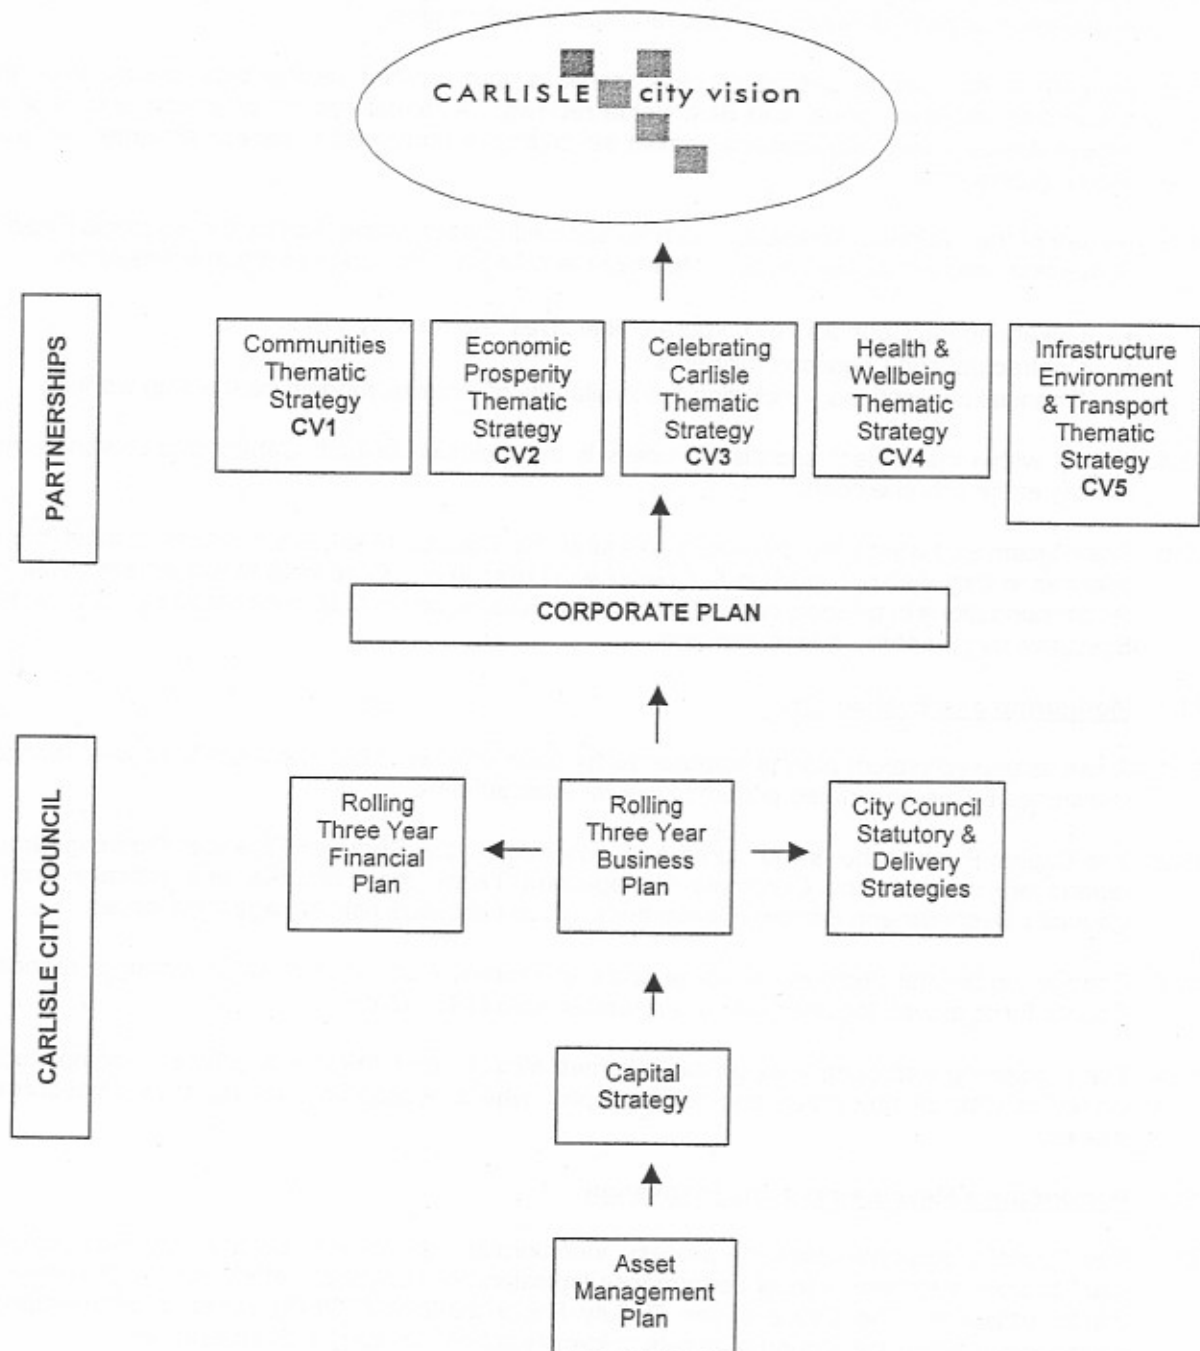 CARLISLE city vision
PARTNERSHIPS
Communities
Thematic
Strategy
CV1
Economic
Prosperity
Thematic
Strategy
CV2
Celebrating
Carlisle
Thematic
Strategy
CV3
Health &
Wellbeing
Thematic
Strategy
CV4
Infrastructure
Environment
& Transport
Thematic
Strategy
CV5
CORPORATE PLAN
CARLISLE CITY COUNCIL
Rolling
Three Year
Financial
Plan
Rolling
Three Year
Business
Plan
City Council
Statutory &
Delivery
Strategies
Capital
Strategy
Asset
Management
Plan